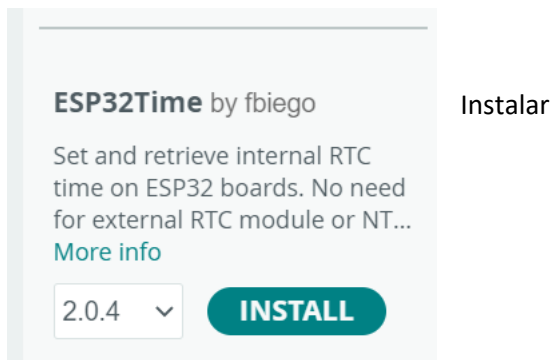 ESP32Time by fbiego
Instalar
Set and retrieve internal RTC
time on ESP32 boards. No need
for external RTC module or NT...
More info
2.0.4
INSTALL